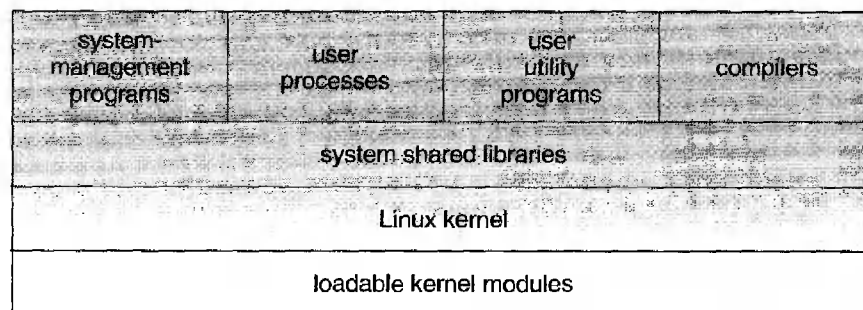 system-
management
programs
user
processes
user
utility
programs
compilers
system shared libraries
Linux kernel
loadable kernel modules